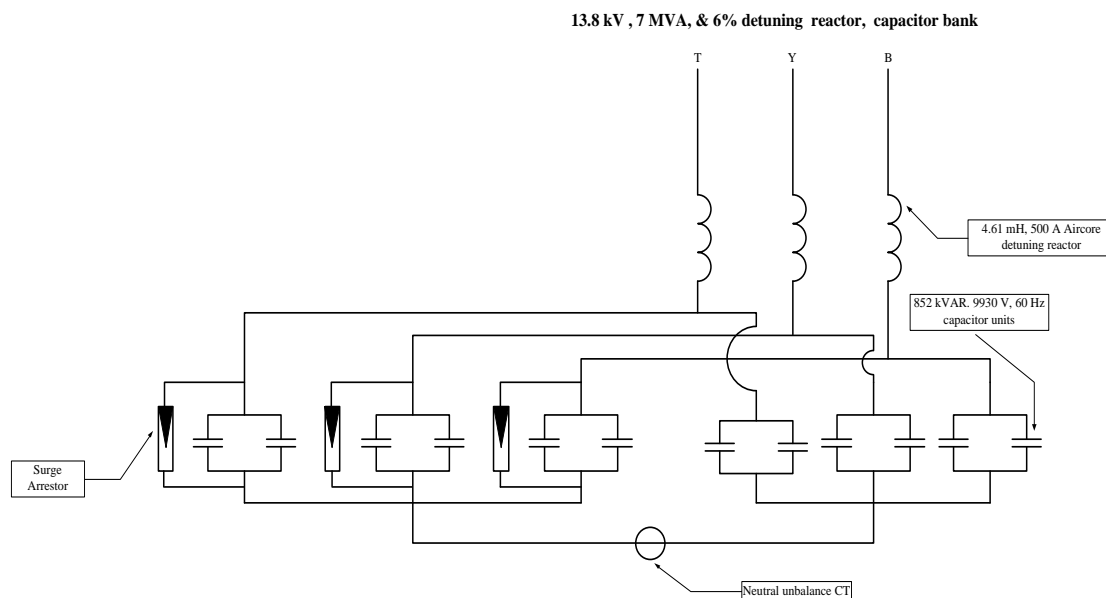 13.8 kV , 7 MVA, & 6% detuning  reactor,  capacitor bank
T
Y
B
4.61 mH, 500 A Aircore
detuning reactor
852 kVAR. 9930 V, 60 Hz
capacitor units
Surge
Arrestor
Neutral unbalance CT